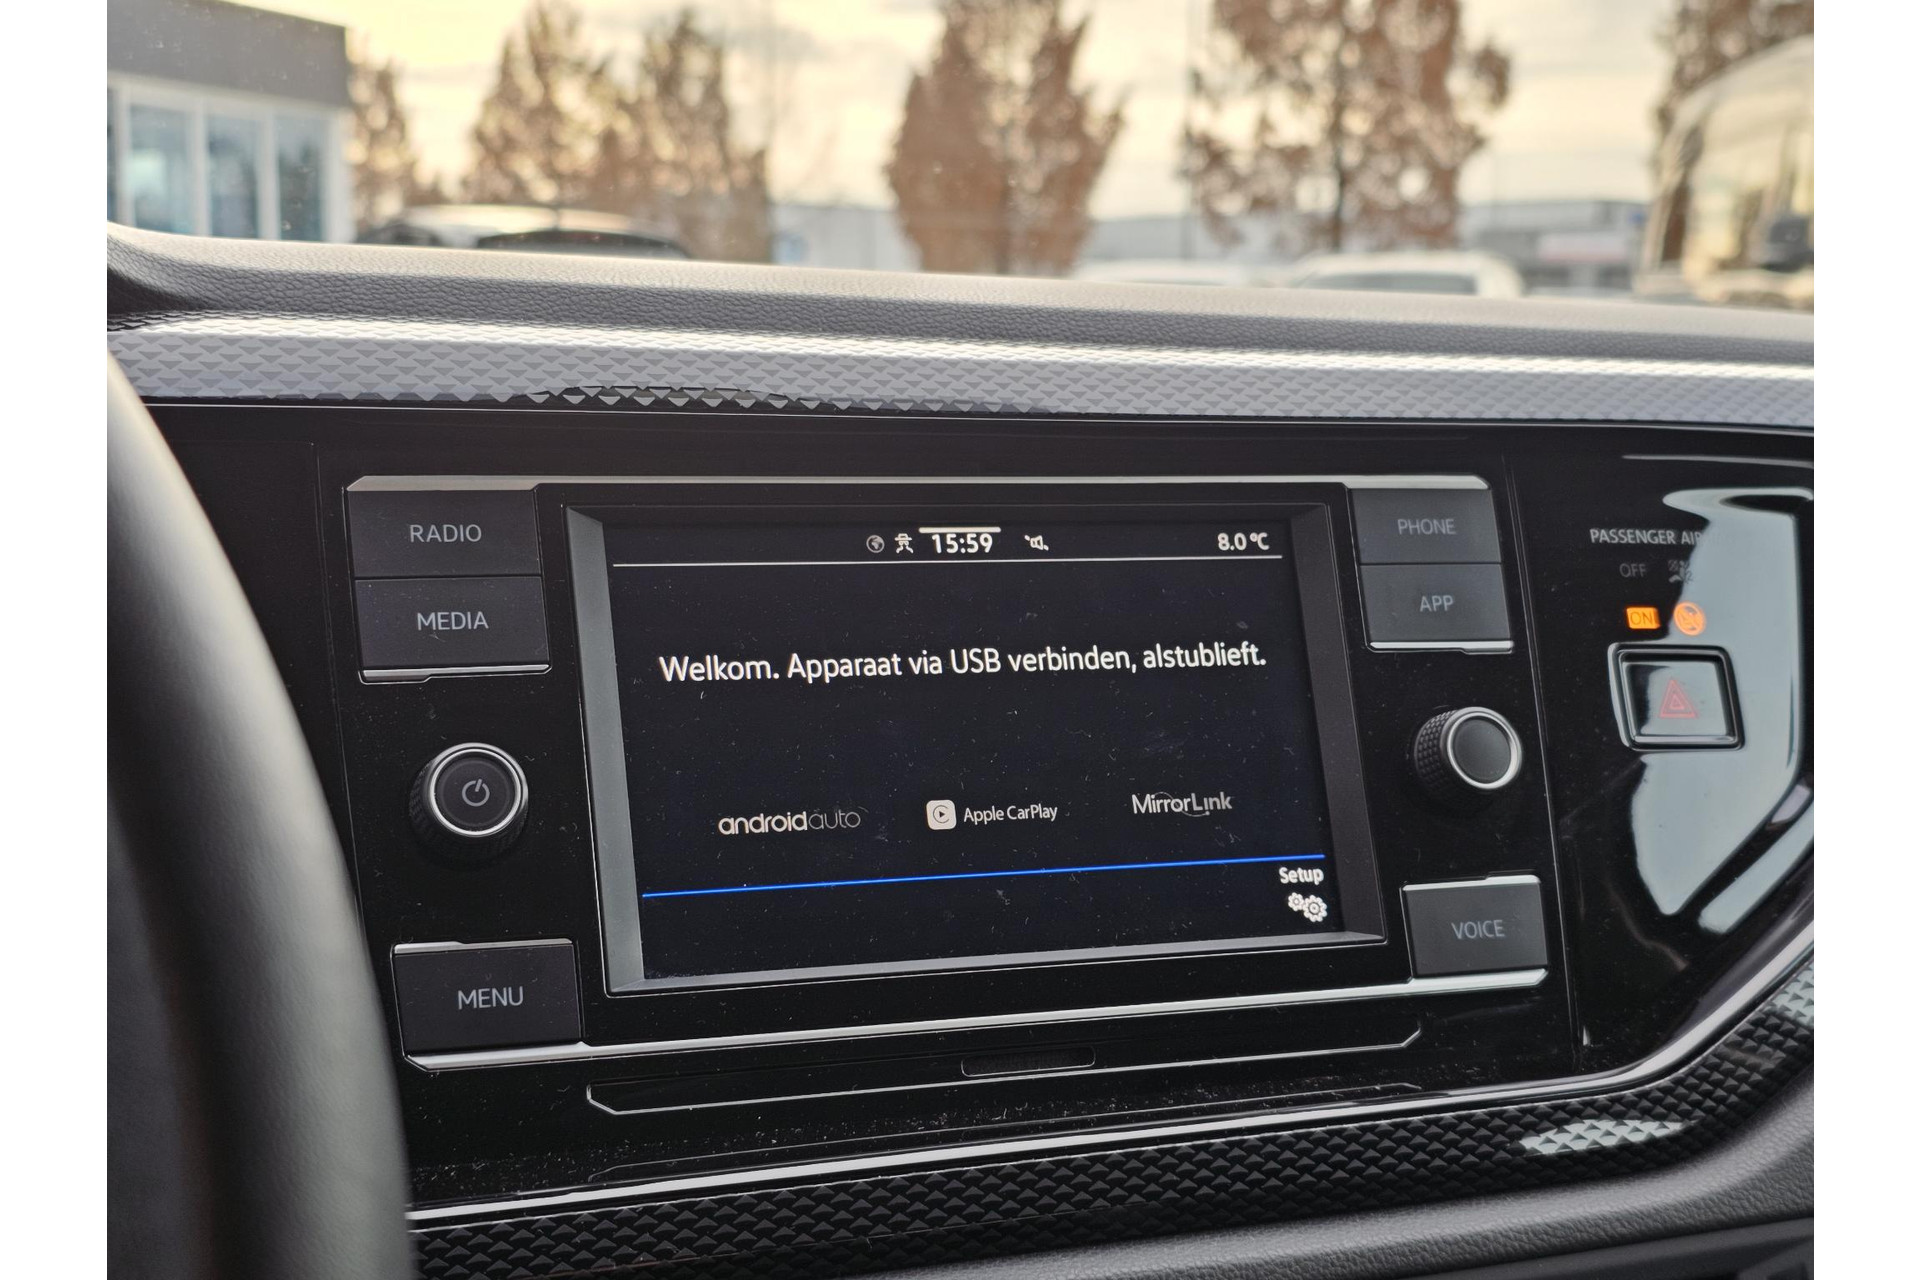 RADIO
MEDIA
MENU
15:59
8.0°C
Welkom. Apparaat via USB verbinden, alstublieft.
androidauto
Apple CarPlay
MirrorLink
Setup
PHONE
APP
VOICE
PASSENGER
OFF
ON